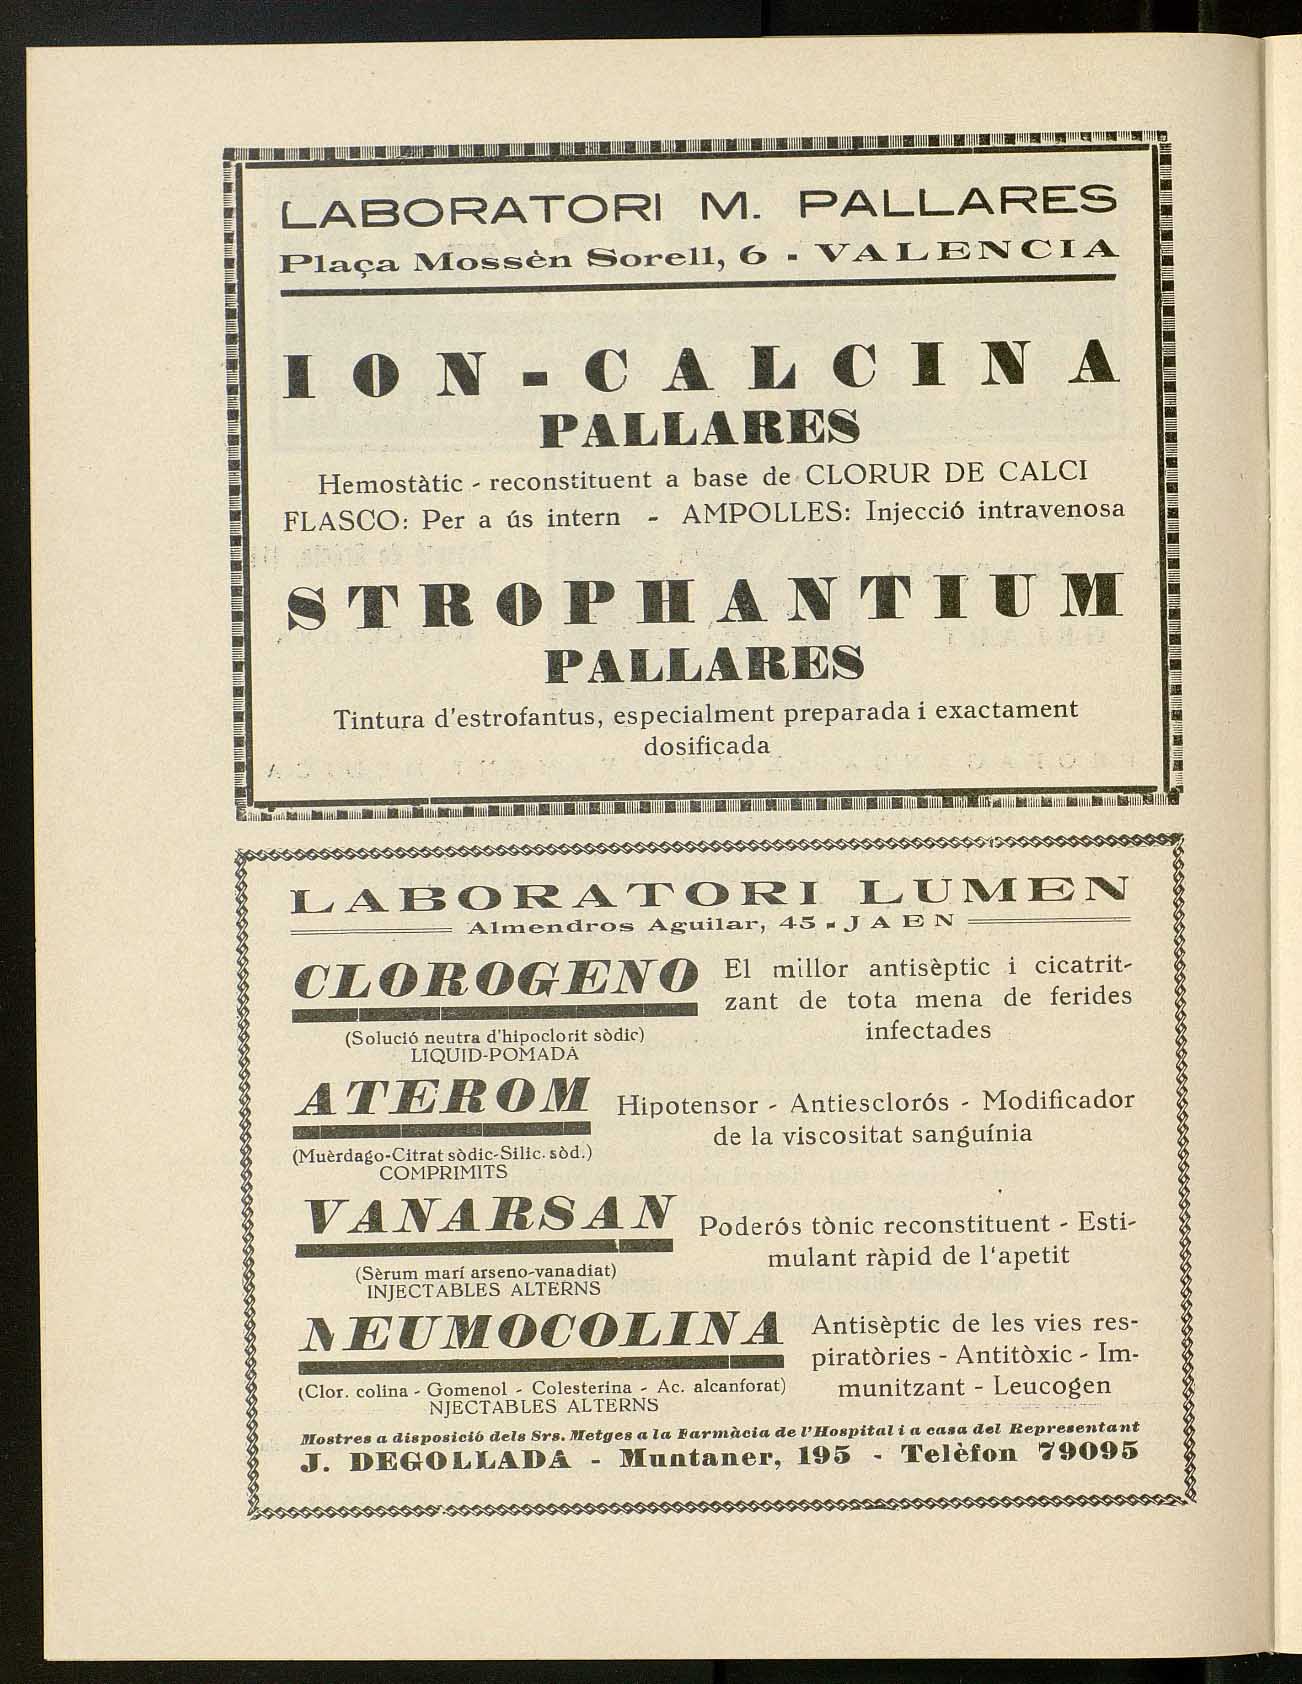 LABORATORI M. PALLARES
Plaça Mossèn Sorell, 6 - VALENCIA
ION-CALCINA
PALLARES
Hemostàtic - reconstituent a base de CLORUR DE CALCI
FLASCO: Per a ús intern - AMPOLLES: Injecció intravenosa
STROPHANTIUM
PALLARES
Tintura d'estrofantus, especialment preparada i exactament
dosificada
LABORATORI LUMEN
Almendros Aguilar, 45 - JAEN
CLOROGENO
(Solució neutra d'hipoclorit sòdic)
LIQUID-POMADA
El millor antisèptic i cicatrit-
zant de tota mena de ferides
infectades
ATEROM
(Muèrdago-Citrat sòdic-Silic. sòd.)
COMPRIMITS
Hipotensor - Antiesclorós - Modificador
de la viscositat sanguínia
VANARSAN
(Sèrum marí arseno-vanadiat)
INJECTABLES ALTERNS
Poderós tònic reconstituent - Esti-
mulant ràpid de l'apetit
NEUMOCOLINA
(Clor. colina - Gomenol - Colesterina - Ac. alcanforat)
NJECTABLES ALTERNS
Antisèptic de les vies res-
piratòries - Antitòxic - Im-
munitzant - Leucogen
Mostres a disposició dels Srs. Metges a la Farmàcia de l'Hospital i a casa del Representant
J. DEGOLLADA - Muntaner, 195 - Telèfon 79095